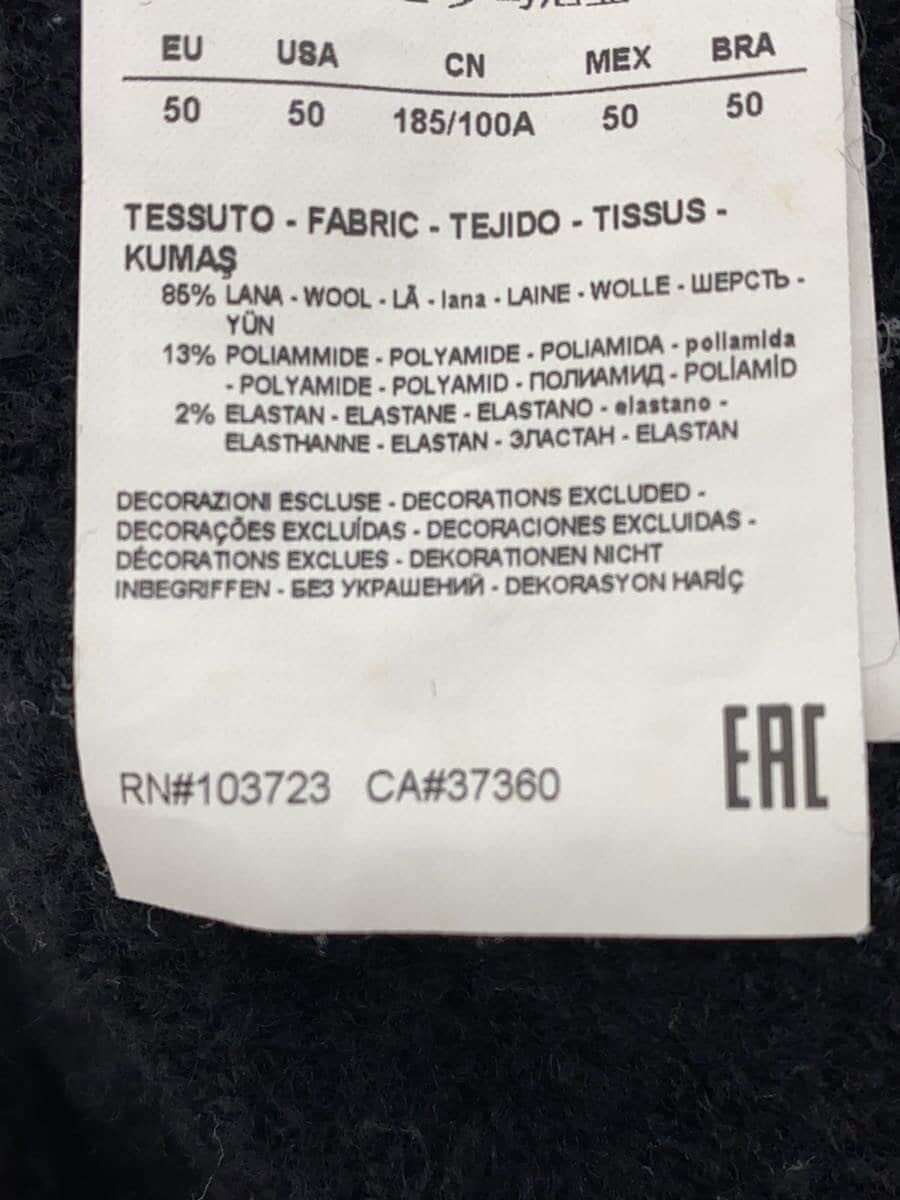 EU USA CN MEX BRA
50 50 185/100A 50 50
TESSUTO - FABRIC - TEJIDO - TISSUS -
KUMAŞ
85% LANA - WOOL - LÃ - lana - LAINE - WOLLE - ШЕРСТЬ -
YÜN
13% POLIAMMIDE - POLYAMIDE - POLIAMIDA - poliamida
- POLYAMIDE - POLYAMID - ПОЛИАМИД - POLİAMİD
2% ELASTAN - ELASTANE - ELASTANO - elastano -
ELASTHANNE - ELASTAN - ЭЛАСТАН - ELASTAN
DECORAZIONI ESCLUSE - DECORATIONS EXCLUDED -
DECORAÇÕES EXCLUÍDAS - DECORACIONES EXCLUIDAS -
DÉCORATIONS EXCLUES - DEKORATIONEN NICHT
INBEGRIFFEN - БЕЗ УКРАШЕНИЙ - DEKORASYON HARİÇ
RN#103723 CA#37360
EAC